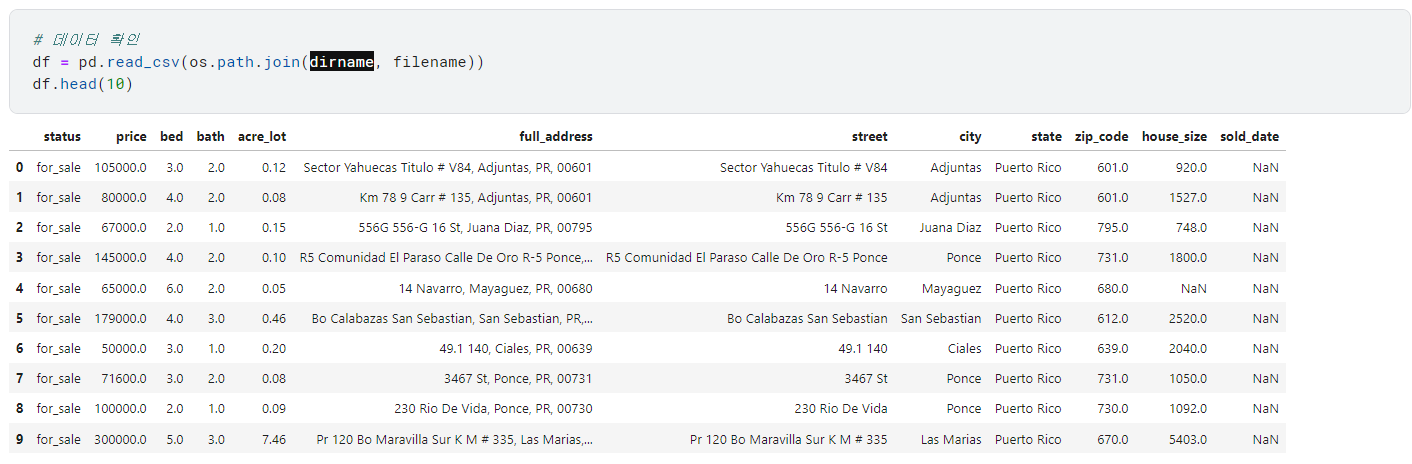 # 데이터 확인
df = pd.read_csv(os.path.join(dirname, filename))
df.head(10)
status price bed bath acre_lot full_address street city state zip_code house_size sold_date
0 for_sale 105000.0 3.0 2.0 0.12 Sector Yahuecas Titulo # V84, Adjuntas, PR, 00601 Sector Yahuecas Titulo # V84 Adjuntas Puerto Rico 601.0 920.0 NaN
1 for_sale 80000.0 4.0 2.0 0.08 Km 78 9 Carr # 135, Adjuntas, PR, 00601 Km 78 9 Carr # 135 Adjuntas Puerto Rico 601.0 1527.0 NaN
2 for_sale 67000.0 2.0 1.0 0.15 556G 556-G 16 St, Juana Diaz, PR, 00795 556G 556-G 16 St Juana Diaz Puerto Rico 795.0 748.0 NaN
3 for_sale 145000.0 4.0 2.0 0.10 R5 Comunidad El Paraso Calle De Oro R-5 Ponce,... R5 Comunidad El Paraso Calle De Oro R-5 Ponce Ponce Puerto Rico 731.0 1800.0 NaN
4 for_sale 65000.0 6.0 2.0 0.05 14 Navarro, Mayaguez, PR, 00680 14 Navarro Mayaguez Puerto Rico 680.0 NaN NaN
5 for_sale 179000.0 4.0 3.0 0.46 Bo Calabazas San Sebastian, San Sebastian, PR,... Bo Calabazas San Sebastian San Sebastian Puerto Rico 612.0 2520.0 NaN
6 for_sale 50000.0 3.0 1.0 0.20 49.1 140, Ciales, PR, 00639 49.1 140 Ciales Puerto Rico 639.0 2040.0 NaN
7 for_sale 71600.0 3.0 2.0 0.08 3467 St, Ponce, PR, 00731 3467 St Ponce Puerto Rico 731.0 1050.0 NaN
8 for_sale 100000.0 2.0 1.0 0.09 230 Rio De Vida, Ponce, PR, 00730 230 Rio De Vida Ponce Puerto Rico 730.0 1092.0 NaN
9 for_sale 300000.0 5.0 3.0 7.46 Pr 120 Bo Maravilla Sur K M # 335, Las Marias,... Pr 120 Bo Maravilla Sur K M # 335 Las Marias Puerto Rico 670.0 5403.0 NaN